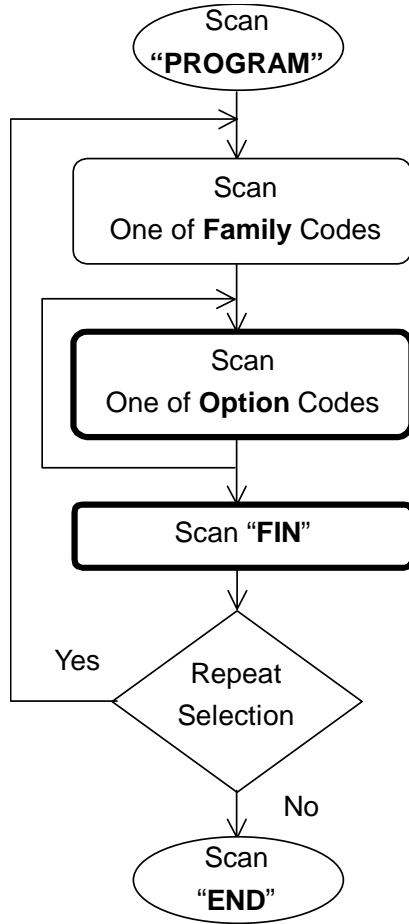 Scan
“PROGRAM”
Scan
One of Family Codes
Scan
One of Option Codes
Scan “FIN”
Yes
Repeat
Selection
No
Scan
“END”